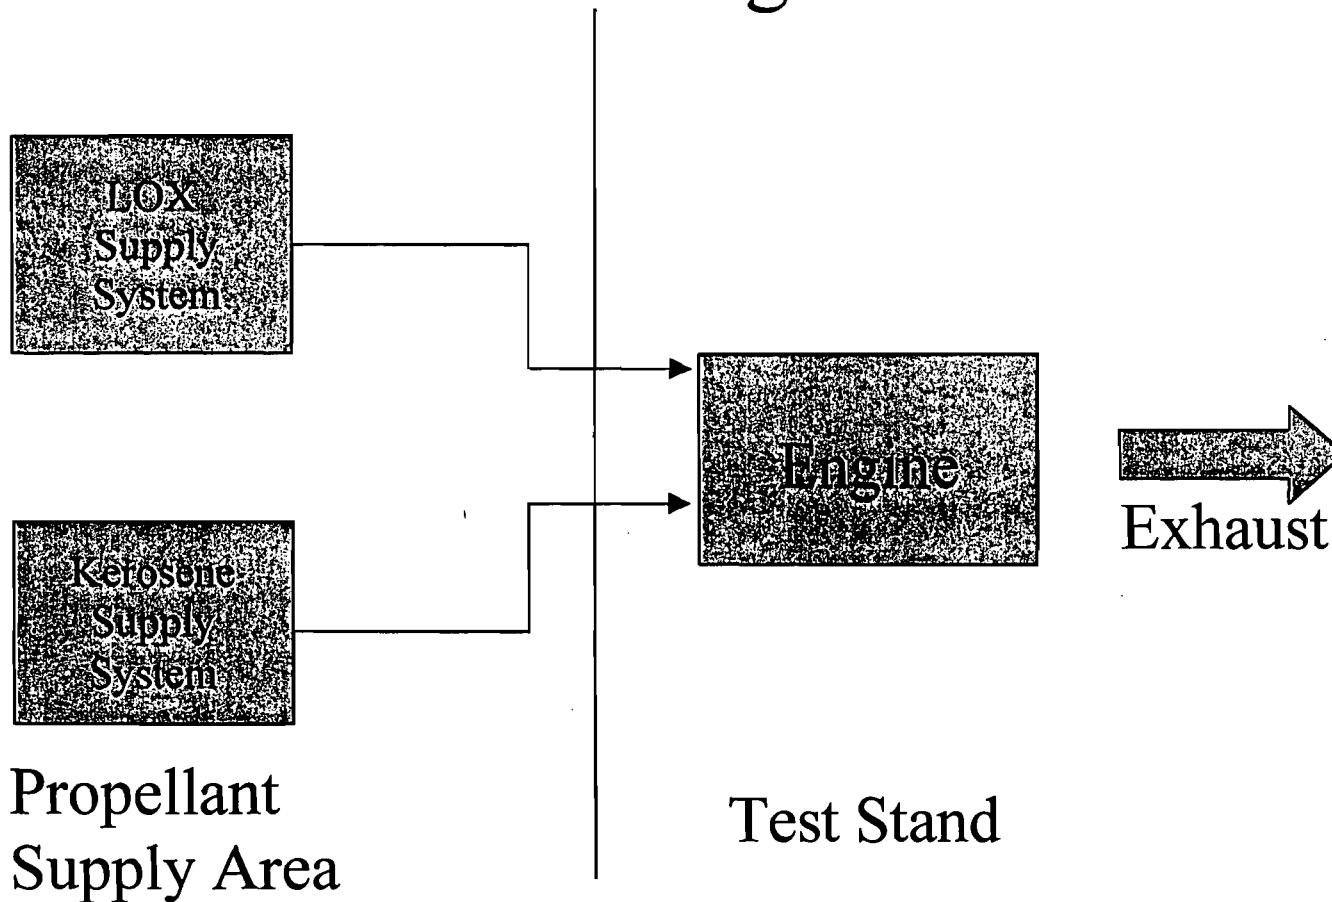 LOX
Supply
System
Engine
Exhaust
Kerosene
Supply
System
Propellant
Supply Area
Test Stand